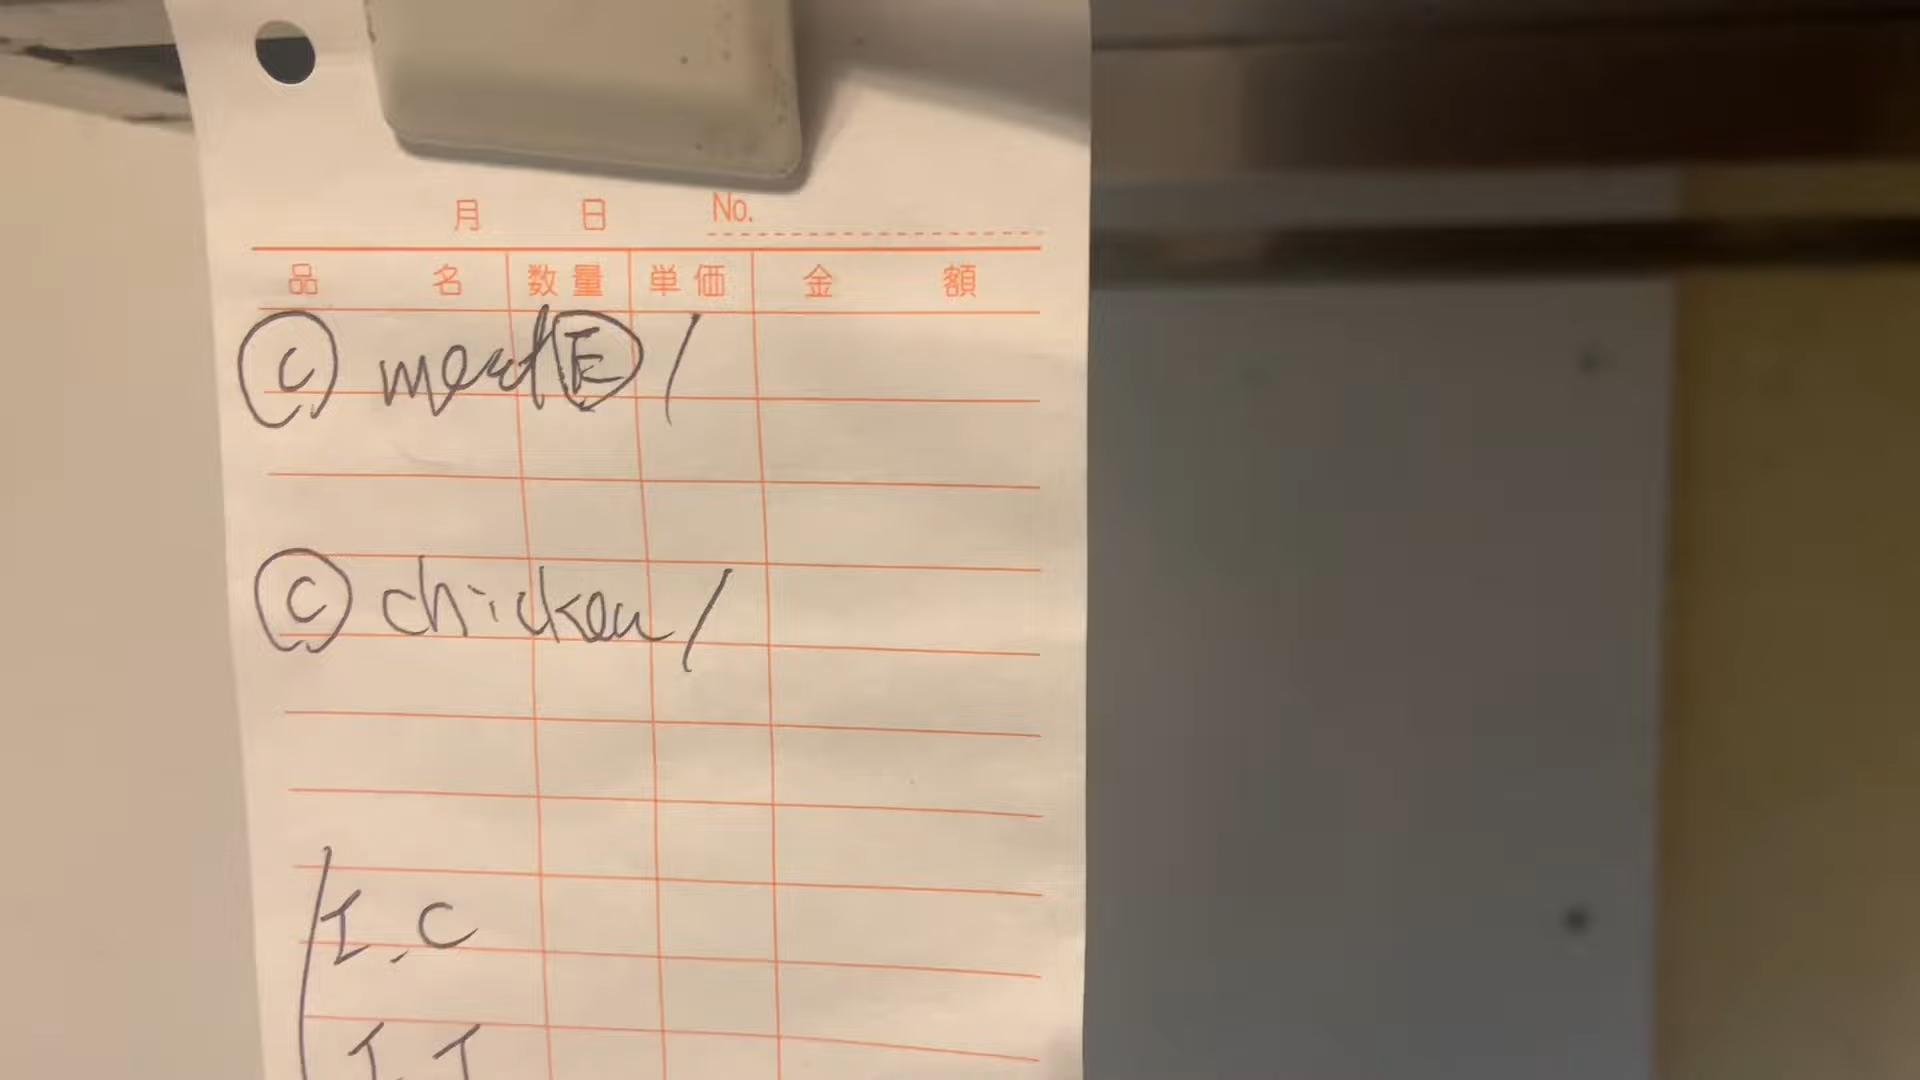 月 日 No.
品名 数量 単価 金額
Ⓒ meat Ⓔ /
Ⓒ chicken /
I.C
I.I